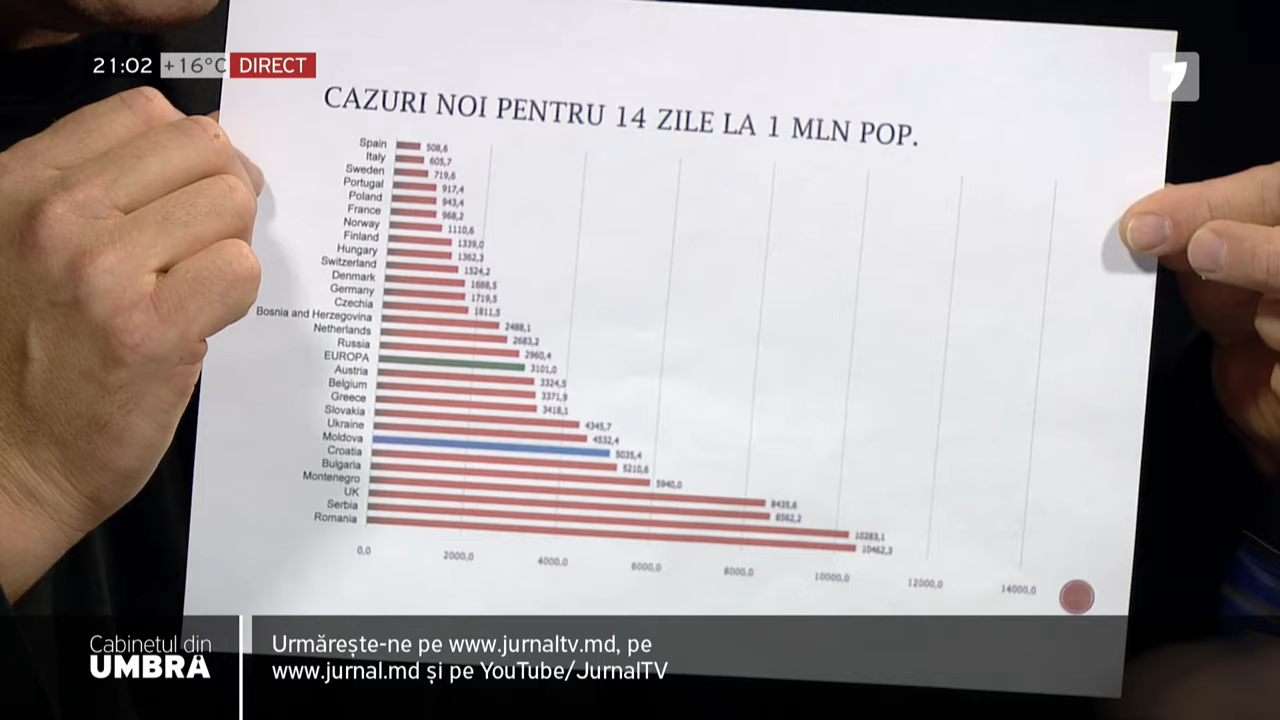 21:02 +16°C DIRECT
CAZURI NOI PENTRU 14 ZILE LA 1 MLN POP.
Spain 508,6
Italy 605,7
Sweden 719,6
Portugal 917,4
Poland 943,4
France 968,2
Norway 1110,6
Finland 1339,0
Hungary 1362,3
Switzerland 1524,2
Denmark 1688,5
Germany 1719,5
Czechia 1811,5
Bosnia and Herzegovina 2488,1
Netherlands 2683,2
Russia 2960,4
EUROPA 3101,0
Austria 3324,5
Belgium 3371,9
Greece 3418,1
Slovakia 4345,7
Ukraine 4532,4
Moldova 5035,4
Croatia 5210,6
Bulgaria 5940,0
Montenegro 8435,6
UK 8562,2
Serbia 10283,1
Romania 10462,3
0,0 2000,0 4000,0 6000,0 8000,0 10000,0 12000,0 14000,0
Cabinetul din
UMBRĂ
Urmărește-ne pe www.jurnaltv.md, pe
www.jurnal.md și pe YouTube/JurnalTV